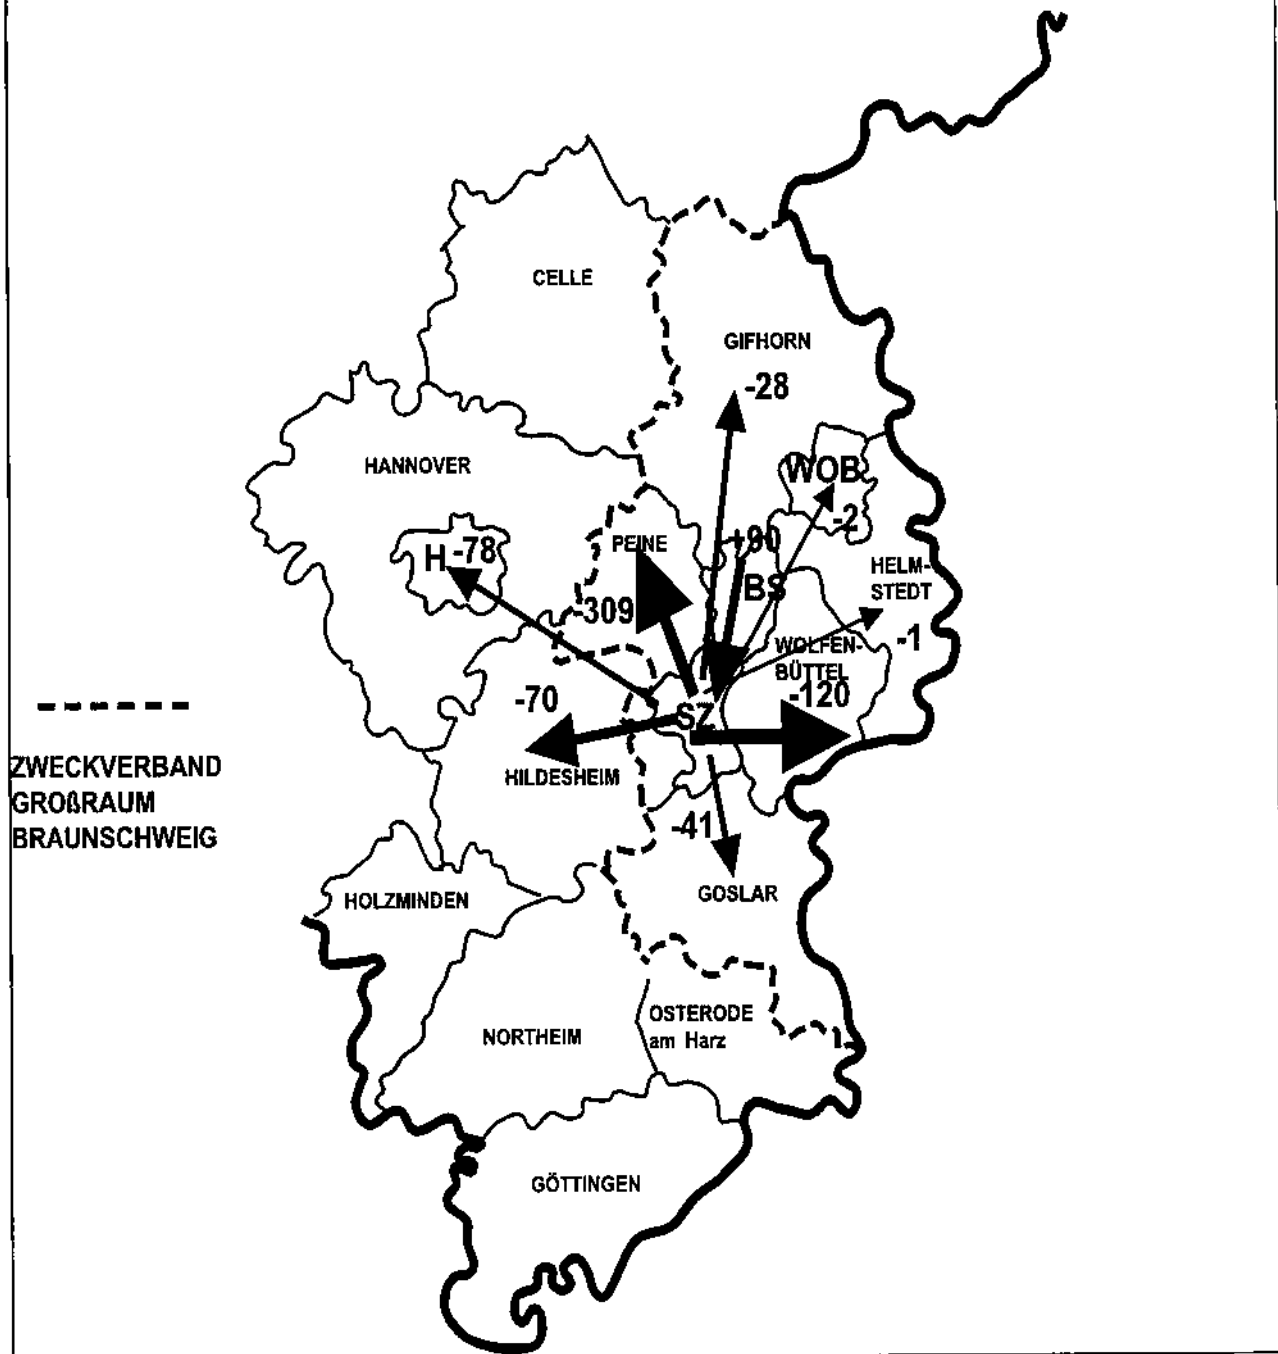 CELLE
GIFHORN
-28
HANNOVER
WOB
-2
H
-78
PEINE
+90
BS
HELM-
STEDT
-309
-1
WOLFEN-
BÜTTEL
-120
-70
SZ
HILDESHEIM
ZWECKVERBAND
GROßRAUM
BRAUNSCHWEIG
-41
GOSLAR
HOLZMINDEN
OSTERODE
am Harz
NORTHEIM
GÖTTINGEN